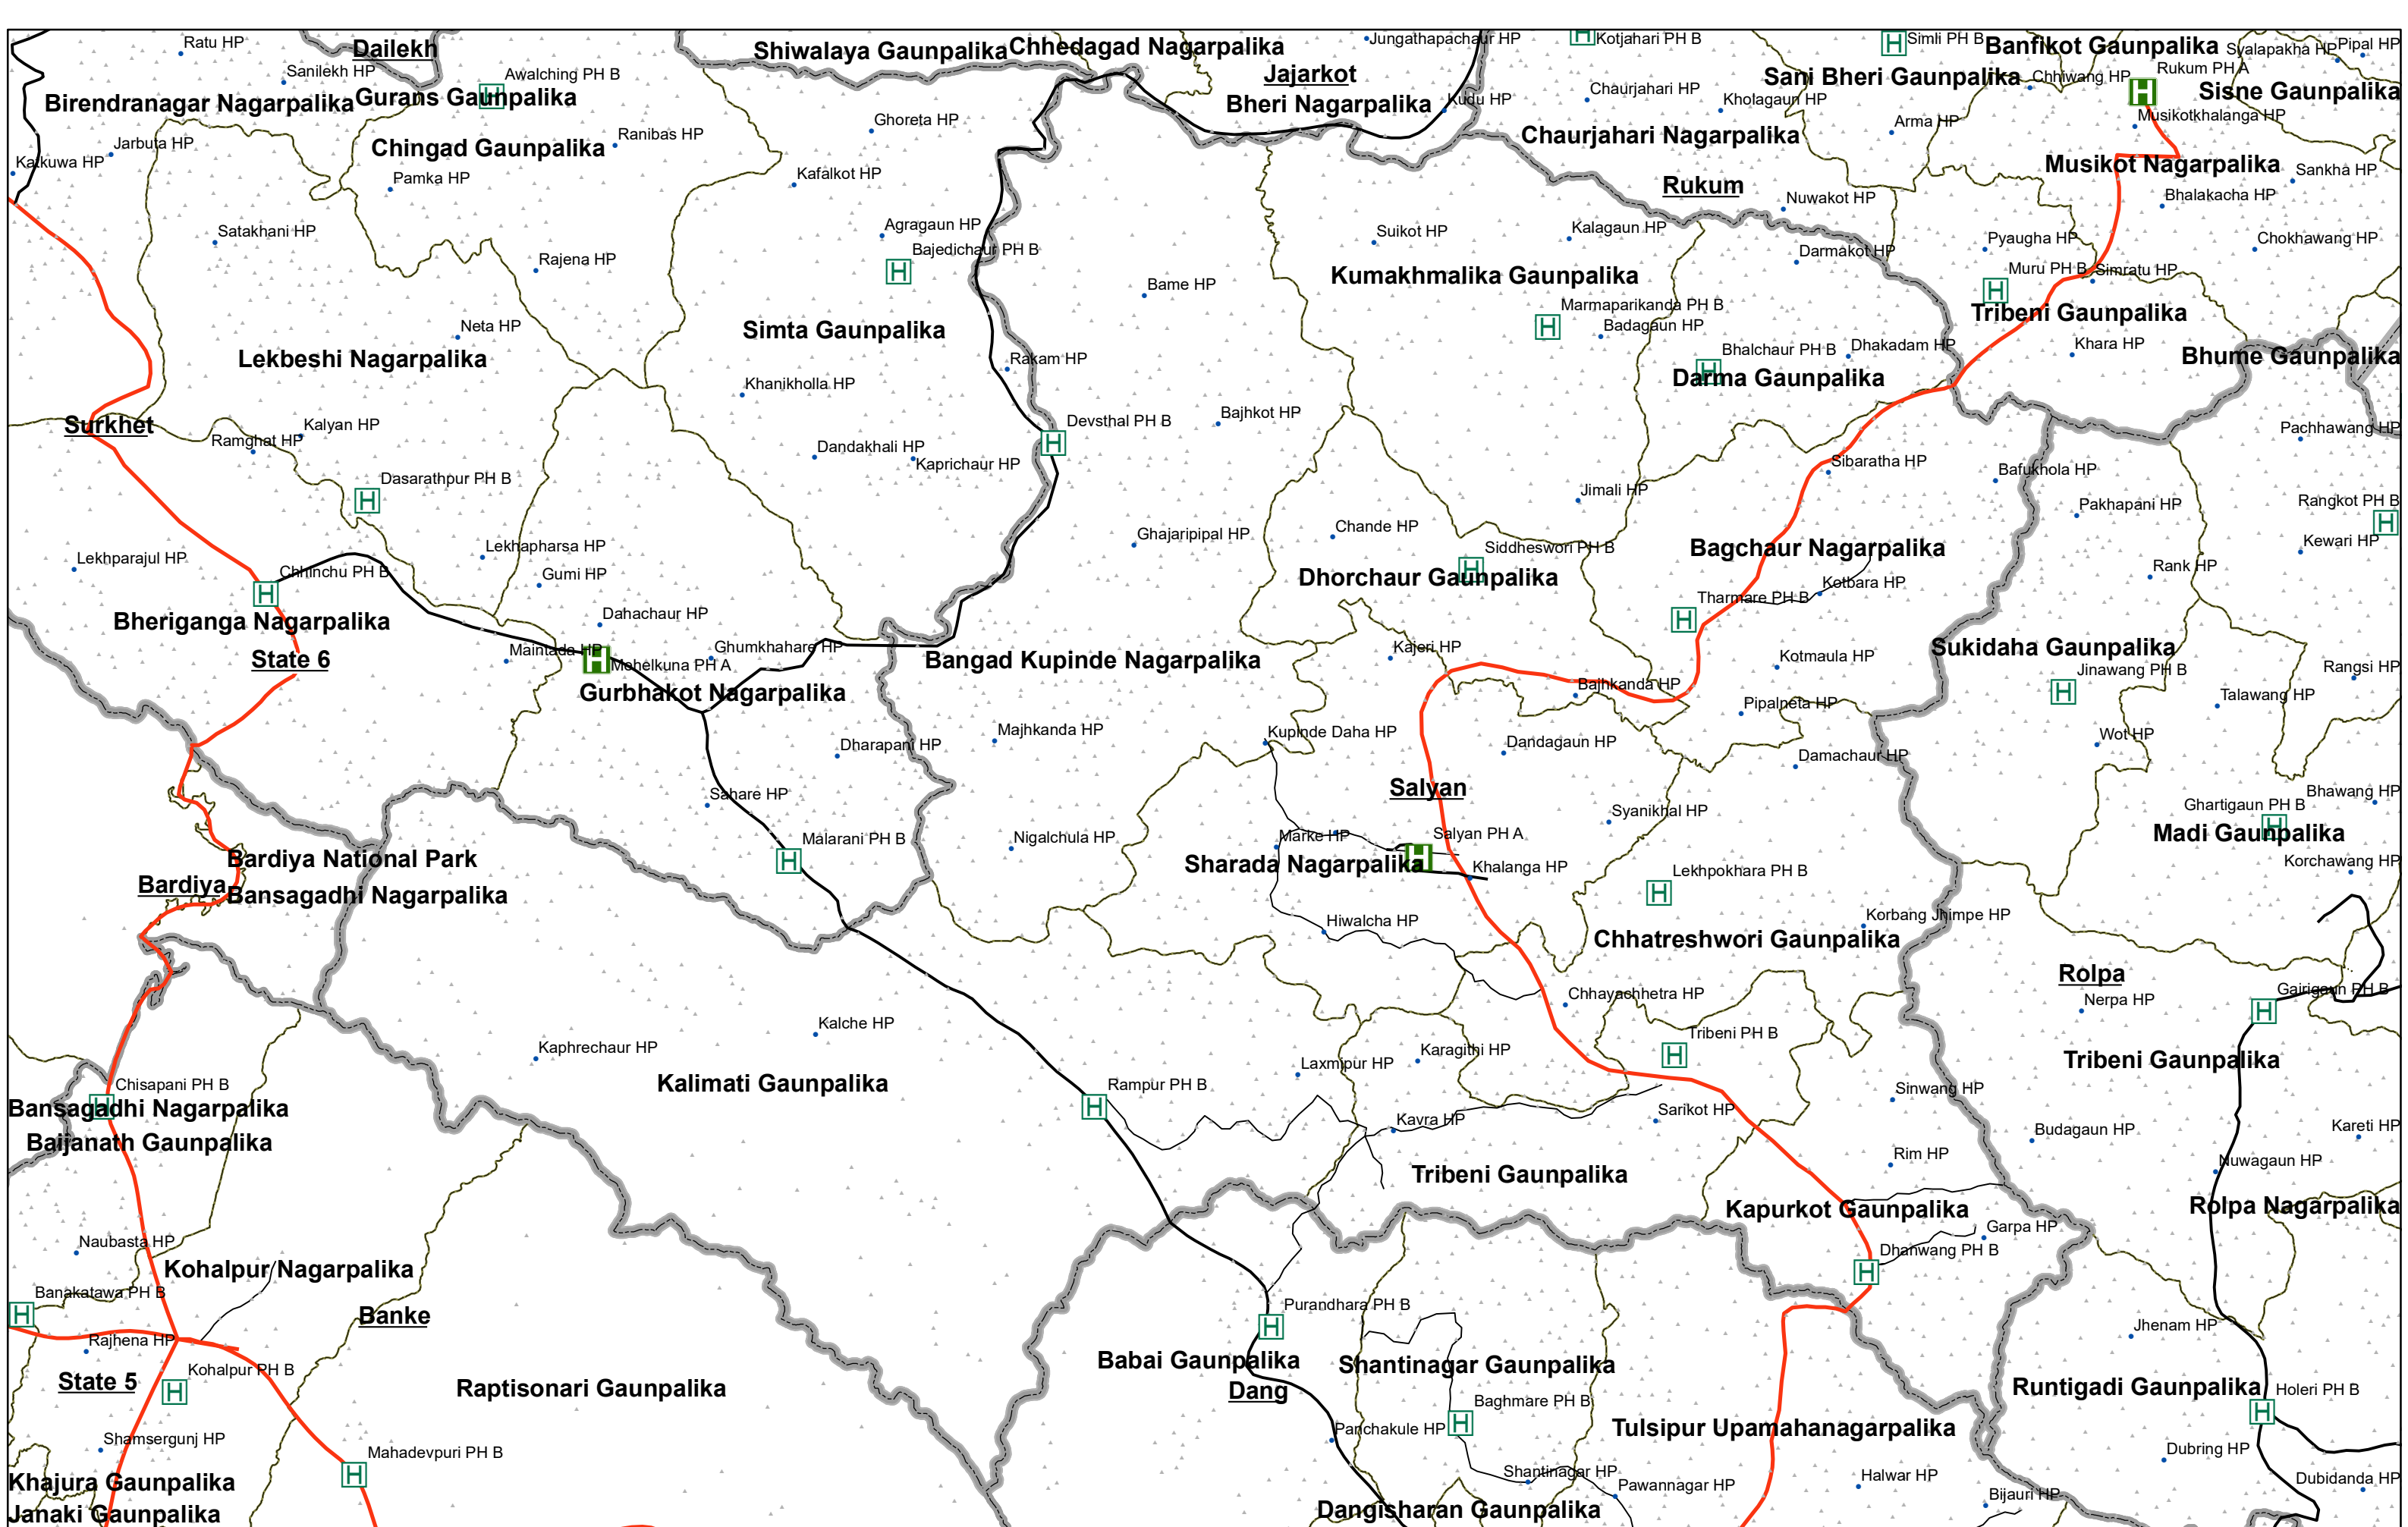 Ratu HP
Dailekh
Shiwalaya Gaunpalika
Chhedagad Nagarpalika
Jungathapachaur HP
Kotjahari PH B
Simli PH B
Banfikot Gaunpalika
Syalapakha HP
Pipal HP
Sanilekh HP
Awalching PH B
Jajarkot
Sani Bheri Gaunpalika
Chhiwang HP
Rukum PH A
Birendranagar Nagarpalika
Gurans Gaunpalika
Bheri Nagarpalika
Kudu HP
Chaurjahari HP
Kholagaun HP
Sisne Gaunpalika
Ghoreta HP
Arma HP
Musikotkhalanga HP
Jarbuta HP
Chingad Gaunpalika
Ranibas HP
Chaurjahari Nagarpalika
Katkuwa HP
Pamka HP
Kafalkot HP
Rukum
Musikot Nagarpalika
Sankha HP
Nuwakot HP
Bhalakacha HP
Satakhani HP
Agragaun HP
Suikot HP
Kalagaun HP
Pyaugha HP
Chokhawang HP
Rajena HP
Bajedichaur PH B
Darmakot HP
Bame HP
Kumakhmalika Gaunpalika
Muru PH B
Simratu HP
Neta HP
Simta Gaunpalika
Marmaparikanda PH B
Badagaun HP
Tribeni Gaunpalika
Lekbeshi Nagarpalika
Rakam HP
Bhalchaur PH B
Dhakadam HP
Khara HP
Bhume Gaunpalika
Khanikholla HP
Darma Gaunpalika
Surkhet
Kalyan HP
Ramghat HP
Devsthal PH B
Bajhkot HP
Pachhawang HP
Dandakhali HP
Kaprichaur HP
Sibaratha HP
Bafukhola HP
Dasarathpur PH B
Jimali HP
Pakhapani HP
Rangkot PH B
Lekhparajul HP
Lekhapharsa HP
Ghajaripipal HP
Chande HP
Siddheswori PH B
Bagchaur Nagarpalika
Kewari HP
Chhinchu PH B
Gumi HP
Dhorchaur Gaunpalika
Kotbara HP
Rank HP
Bheriganga Nagarpalika
Dahachaur HP
Tharmare PH B
State 6
Maintada HP
Mehelkuna PH A
Ghumkhahare HP
Bangad Kupinde Nagarpalika
Kajeri HP
Kotmaula HP
Sukidaha Gaunpalika
Jinawang PH B
Rangsi HP
Gurbhakot Nagarpalika
Bajhkanda HP
Pipalneta HP
Talawang HP
Dharapani HP
Majhkanda HP
Kupinde Daha HP
Dandagaun HP
Damachaur HP
Wot HP
Sahare HP
Salyan
Syanikhal HP
Bhawang HP
Ghartigaun PH B
Malarani PH B
Nigalchula HP
Marke HP
Salyan PH A
Madi Gaunpalika
Bardiya National Park
Sharada Nagarpalika
Khalanga HP
Lekhpokhara PH B
Korchawang HP
Bardiya
Bansagadhi Nagarpalika
Hiwalcha HP
Korbang Jhimpe HP
Chhatreshwori Gaunpalika
Rolpa
Chhayachhetra HP
Nerpa HP
Gairigaun PH B
Kalche HP
Tribeni PH B
Kaphrechaur HP
Laxmipur HP
Karagithi HP
Tribeni Gaunpalika
Chisapani PH B
Kalimati Gaunpalika
Rampur PH B
Sinwang HP
Bansagadhi Nagarpalika
Kavra HP
Sarikot HP
Budagaun HP
Kareti HP
Baijanath Gaunpalika
Rim HP
Nuwagaun HP
Tribeni Gaunpalika
Kapurkot Gaunpalika
Rolpa Nagarpalika
Naubasta HP
Garpa HP
Kohalpur Nagarpalika
Dhanwang PH B
Banakatawa PH B
Banke
Purandhara PH B
Rajhena HP
Jhenam HP
State 5
Kohalpur PH B
Raptisonari Gaunpalika
Babai Gaunpalika
Shantinagar Gaunpalika
Dang
Runtigadi Gaunpalika
Holeri PH B
Baghmare PH B
Shamsergunj HP
Mahadevpuri PH B
Panchakule HP
Tulsipur Upamahanagarpalika
Dubring HP
Khajura Gaunpalika
Shantinagar HP
Pawannagar HP
Halwar HP
Dubidanda HP
Janaki Gaunpalika
Dangisharan Gaunpalika
Bijauri HP